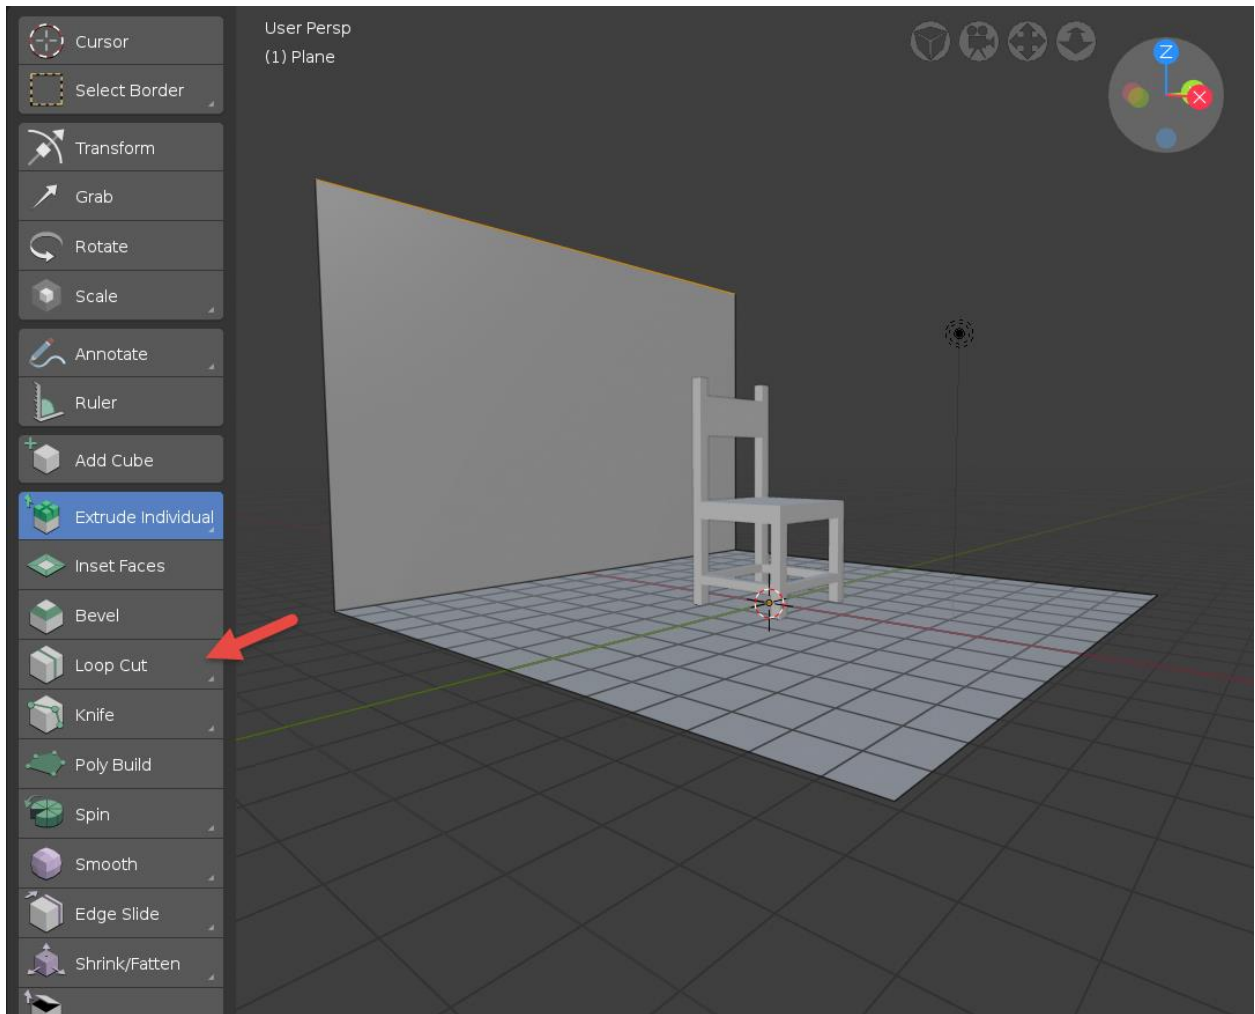 Cursor
Select Border
Transform
Grab
Rotate
Scale
Annotate
Ruler
Add Cube
Extrude Individual
Inset Faces
Bevel
Loop Cut
Knife
Poly Build
Spin
Smooth
Edge Slide
Shrink/Fatten
User Persp
(1) Plane
Z
X